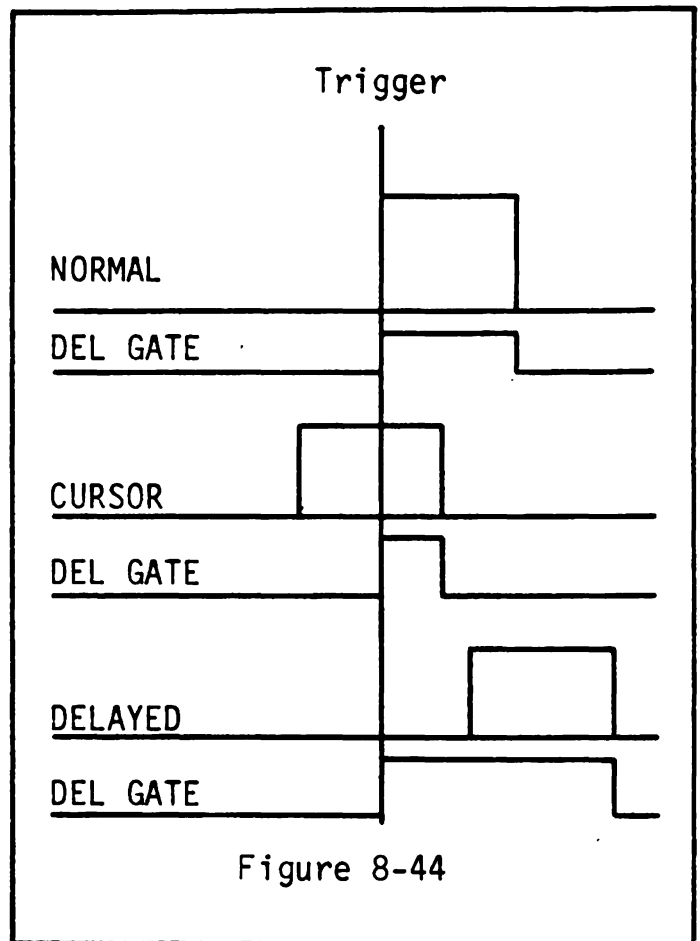 Trigger
NORMAL
DEL GATE
CURSOR
DEL GATE
DELAYED
DEL GATE
Figure 8-44